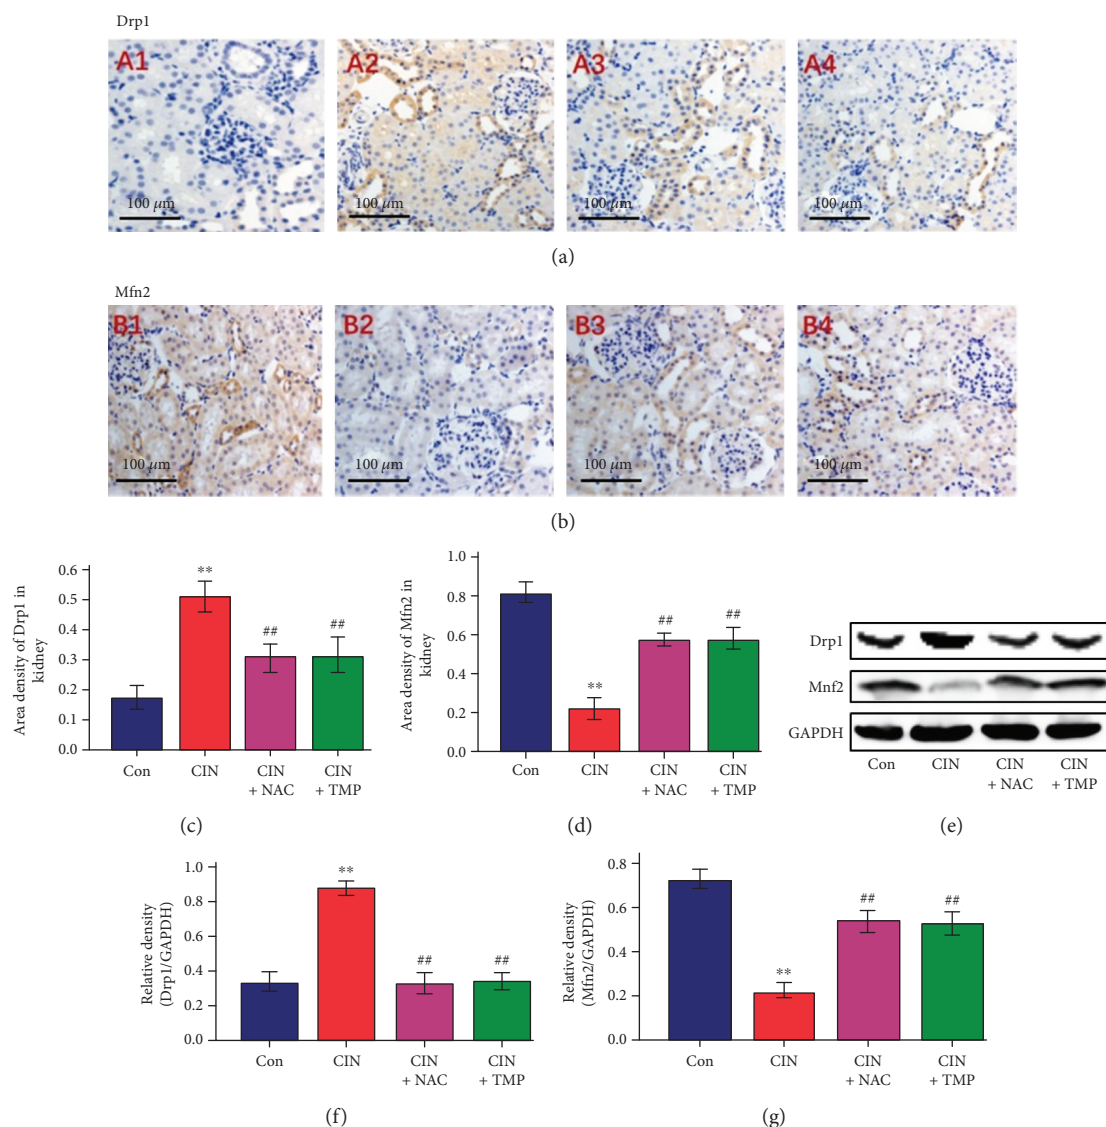 Drp1
A1
A2
A3
A4
100 μm
100 μm
100 μm
100 μm
(a)
Mfn2
B1
B2
B3
B4
100 μm
100 μm
100 μm
100 μm
(b)
Area density of Drp1 in
kidney
0.6
0.5
0.3
0.2
0.1
0.0
**
##
##
Con
CIN
CIN
+ NAC
CIN
+ TMP
(c)
Area density of Mfn2 in
kidney
1.0
0.8
0.6
0.4
0.2
0.0
**
##
##
Con
CIN
CIN
+ NAC
CIN
+ TMP
(d)
Drp1
Mnf2
GAPDH
Con
CIN
CIN
+ NAC
CIN
+ TMP
(e)
Relative density
(Drp1/GAPDH)
1.0
0.8
0.6
0.4
0.2
0.0
**
##
##
Con
CIN
CIN
+ NAC
CIN
+ TMP
(f)
Relative density
(Mfn2/GAPDH)
0.8
0.6
0.4
0.2
0.0
**
##
##
Con
CIN
CIN
+ NAC
CIN
+ TMP
(g)